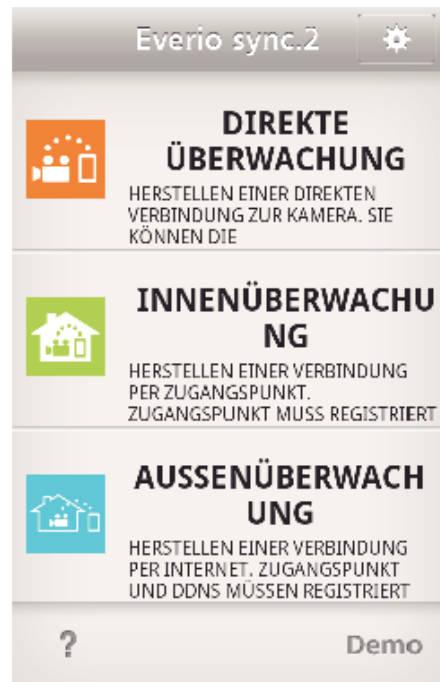 Everio sync.2
DIREKTE
ÜBERWACHUNG
HERSTELLEN EINER DIREKTEN
VERBINDUNG ZUR KAMERA. SIE
KÖNNEN DIE
INNENÜBERWACHU
NG
HERSTELLEN EINER VERBINDUNG
PER ZUGANGSPUNKT.
ZUGANGSPUNKT MUSS REGISTRIERT
AUSSENÜBERWACH
UNG
HERSTELLEN EINER VERBINDUNG
PER INTERNET. ZUGANGSPUNKT
UND DDNS MÜSSEN REGISTRIERT
? Demo